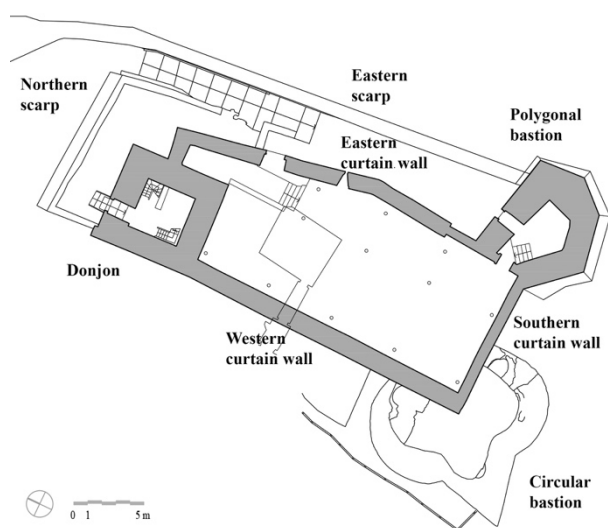 Northern
scarp
Eastern
scarp
Polygonal
bastion
Eastern
curtain wall
Donjon
Western
curtain wall
Southern
curtain wall
Circular
bastion
0 1 5 m